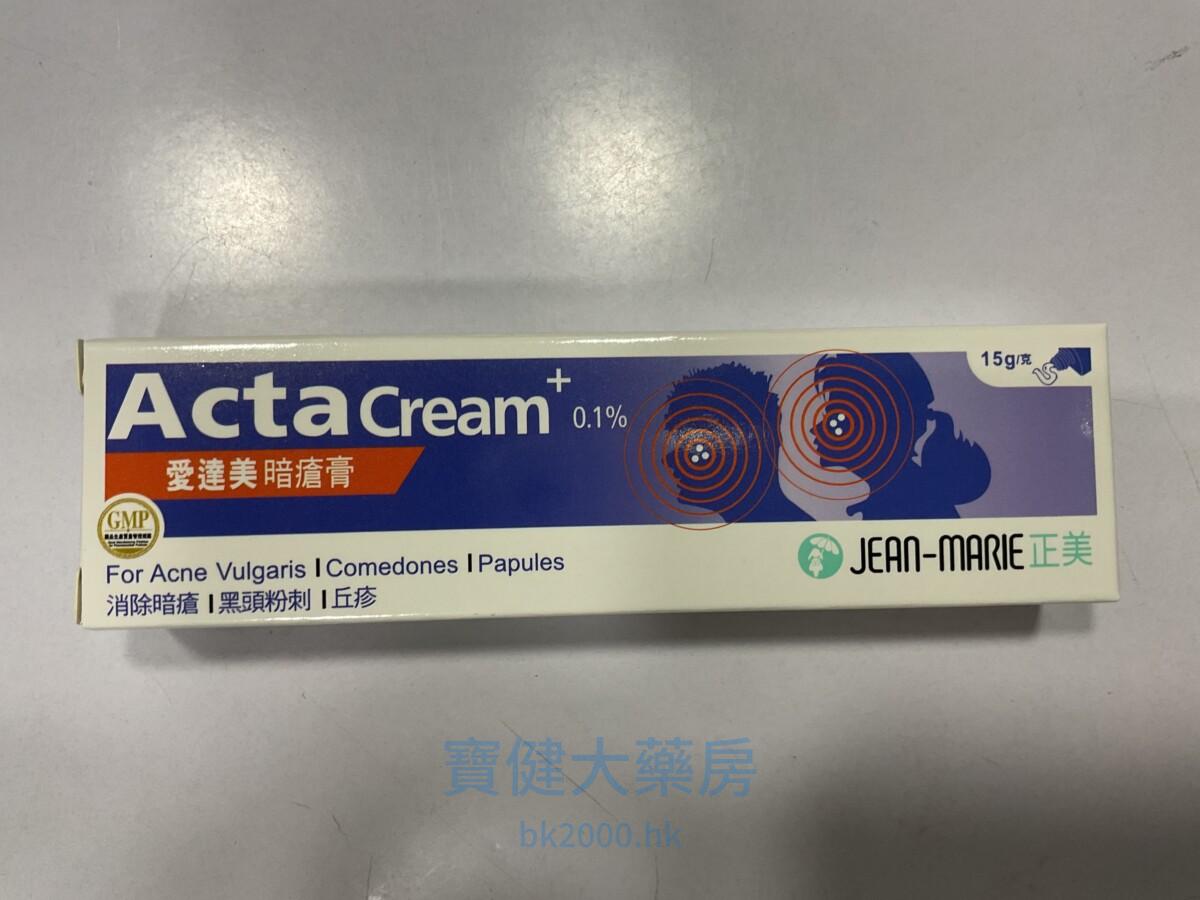 Acta Cream+ 0.1%
15g/克
愛達美暗瘡膏
GMP
For Acne Vulgaris | Comedones | Papules
消除暗瘡 | 黑頭粉刺 | 丘疹
JEAN-MARIE 正美
寶健大藥房
bk2000.hk